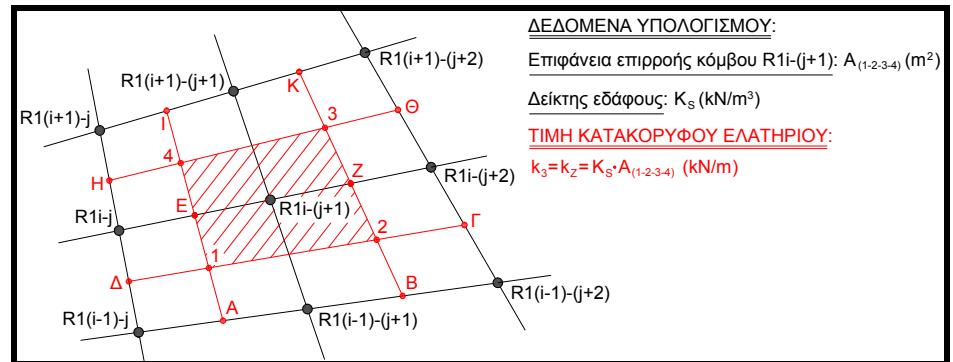 ΔΕΔΟΜΕΝΑ ΥΠΟΛΟΓΙΣΜΟΥ:
Επιφάνεια επιρροής κόμβου R1i-(j+1): A(1-2-3-4) (m²)
Δείκτης εδάφους: KS (kN/m³)
ΤΙΜΗ ΚΑΤΑΚΟΡΥΦΟΥ ΕΛΑΤΗΡΙΟΥ:
k3=kZ=KS•A(1-2-3-4) (kN/m)
R1(i+1)-(j+2)
R1(i+1)-(j+1)
Κ
R1(i+1)-j
Ι
Θ
3
4
Η
Ζ
R1i-(j+2)
Ε
R1i-(j+1)
R1i-j
Γ
2
1
Δ
Β
R1(i-1)-(j+2)
Α
R1(i-1)-j
R1(i-1)-(j+1)